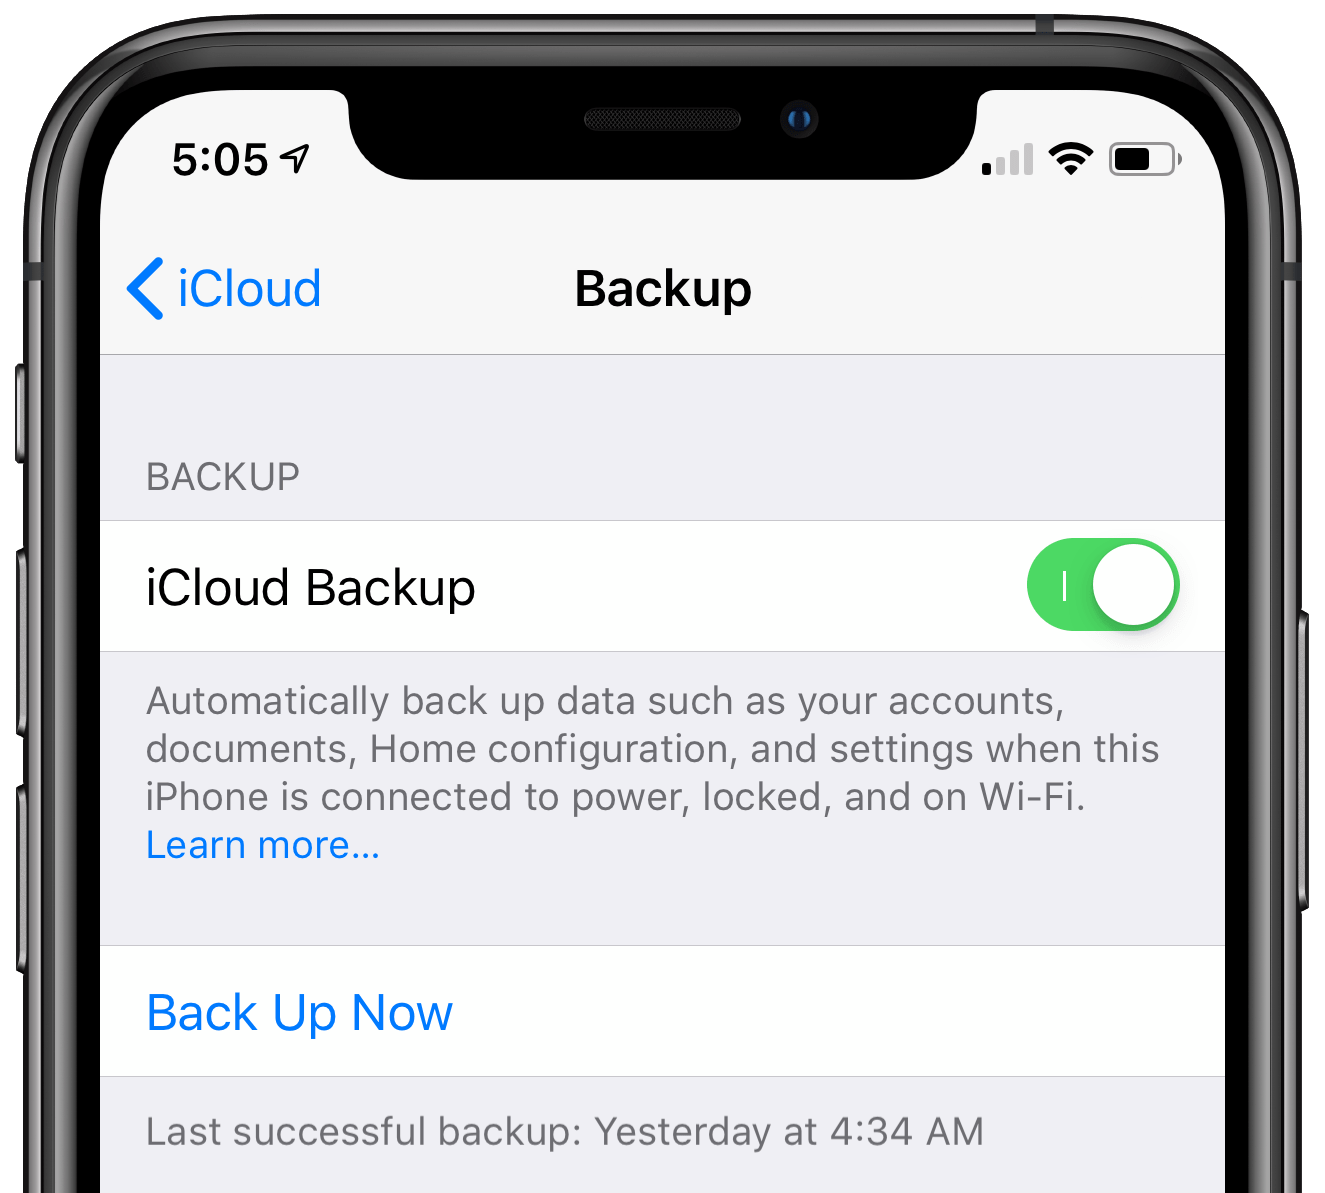 5:05
iCloud
Backup
BACKUP
iCloud Backup
Automatically back up data such as your accounts,
documents, Home configuration, and settings when this
iPhone is connected to power, locked, and on Wi-Fi.
Learn more...
Back Up Now
Last successful backup: Yesterday at 4:34 AM